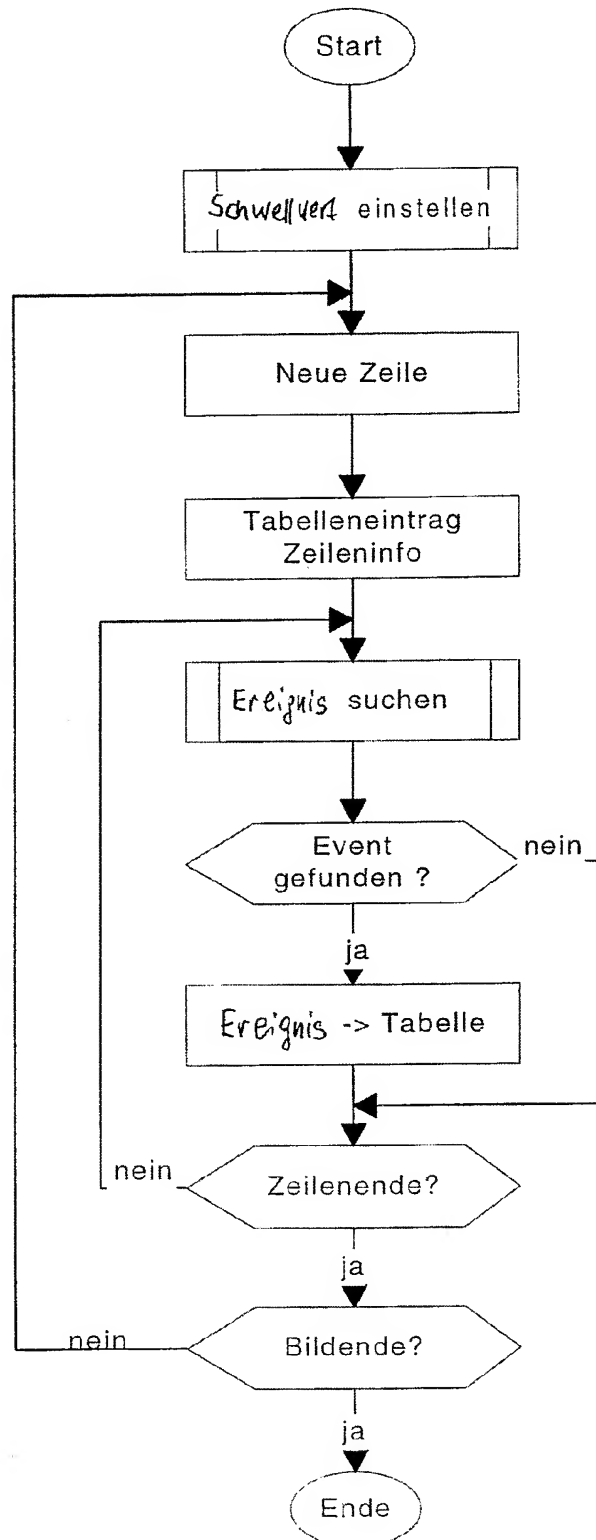 Start
Schwellwert einstellen
Neue Zeile
Tabelleneintrag
Zeileninfo
Ereignis suchen
Event
gefunden ?
nein
ja
Ereignis -> Tabelle
nein
Zeilenende?
ja
nein
Bildende?
ja
Ende